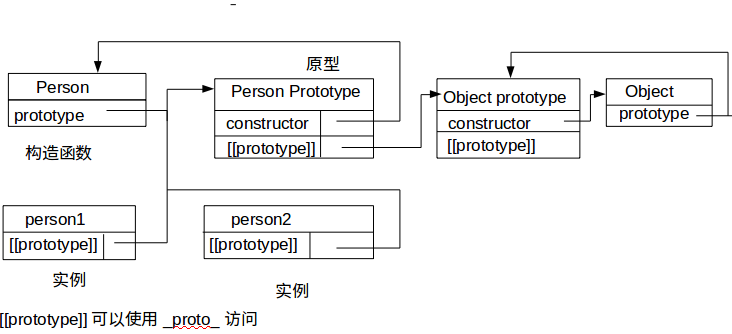 原型
Person
prototype
构造函数
Person Prototype
constructor
[[prototype]]
Object prototype
constructor
[[prototype]]
Object
prototype
person1
[[prototype]]
实例
person2
[[prototype]]
实例
[[prototype]] 可以使用 _proto_ 访问